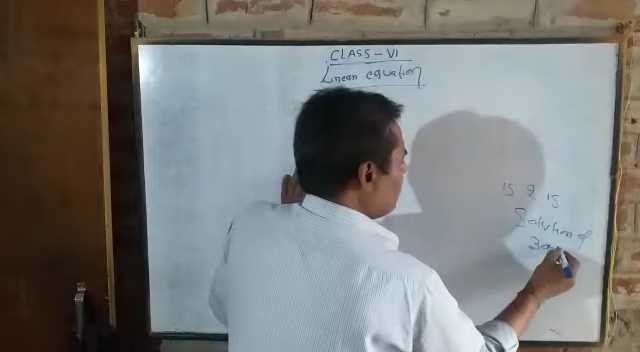 CLASS - VI
Linear equation
is 2 is
Solution of